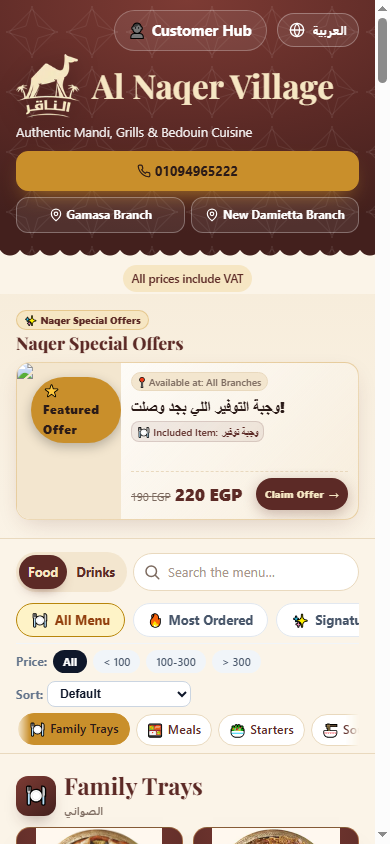 Customer Hub
العربية
الناقر
Al Naqer Village
Authentic Mandi, Grills & Bedouin Cuisine
01094965222
Gamasa Branch
New Damietta Branch
All prices include VAT
Naqer Special Offers
Naqer Special Offers
Featured
Offer
Available at: All Branches
وجبة التوفير اللي بجد وصلت!
Included Item: وجبة توفير
190 EGP 220 EGP
Claim Offer →
Food Drinks
Search the menu...
All Menu Most Ordered Signatu
Price: All < 100 100-300 > 300
Sort: Default
Family Trays Meals Starters So
Family Trays
الصواني